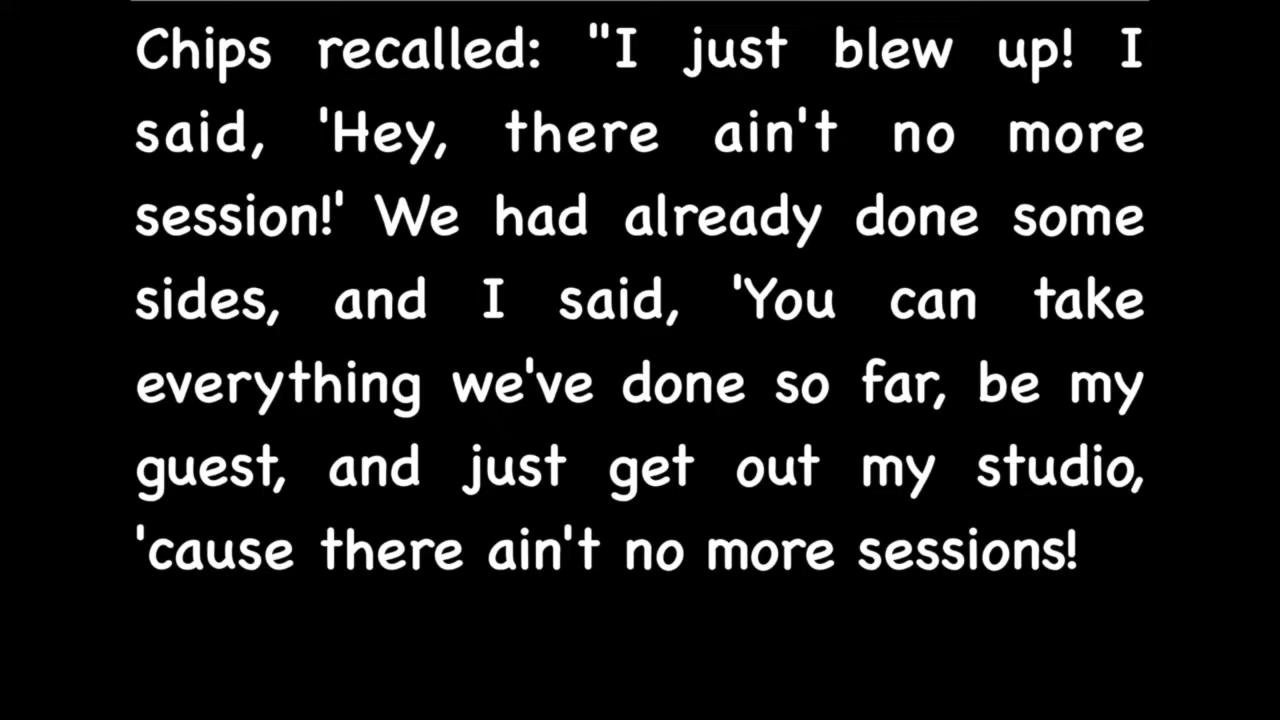 Chips recalled: "I just blew up! I
said, 'Hey, there ain't no more
session!' We had already done some
sides, and I said, 'You can take
everything we've done so far, be my
guest, and just get out my studio,
'cause there ain't no more sessions!